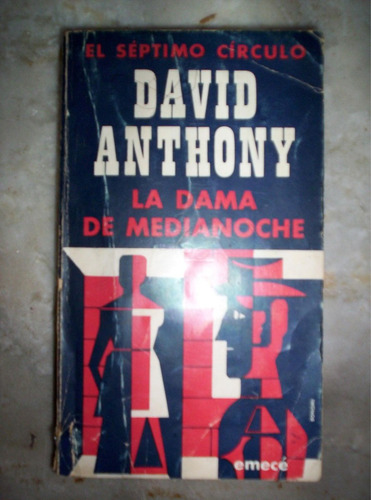 EL SÉPTIMO CÍRCULO
DAVID
ANTHONY
LA DAMA
DE MEDIANOCHE
emecé